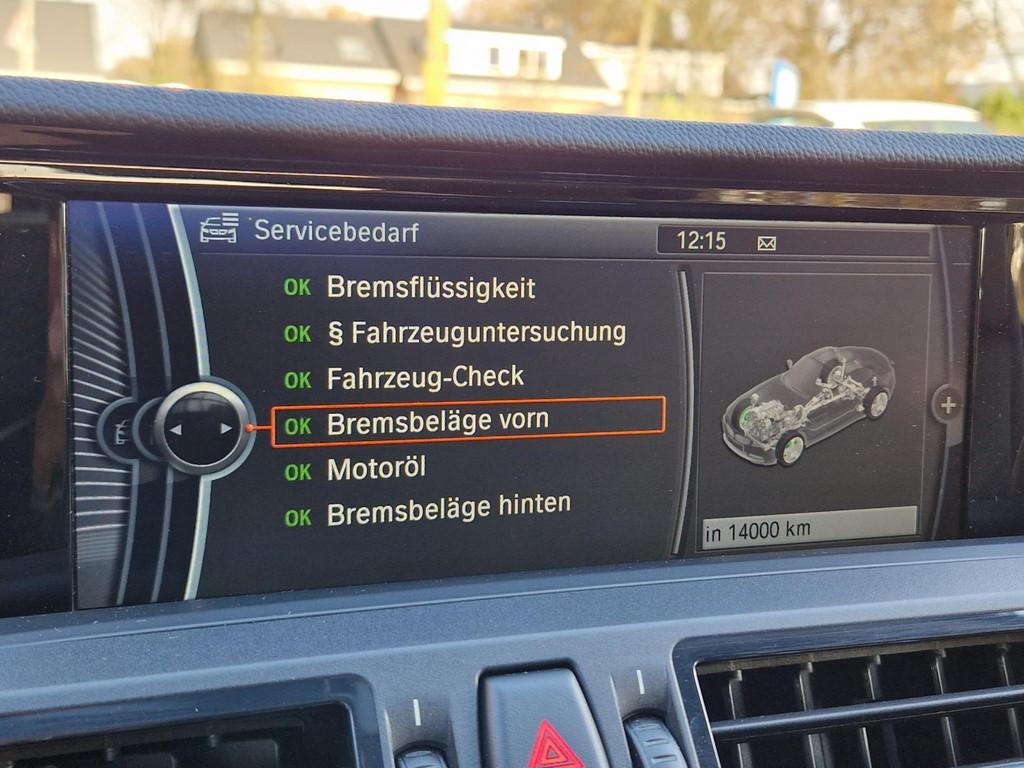 Servicebedarf
12:15
OK Bremsflüssigkeit
OK § Fahrzeuguntersuchung
OK Fahrzeug-Check
OK Bremsbeläge vorn
OK Motoröl
OK Bremsbeläge hinten
in 14000 km